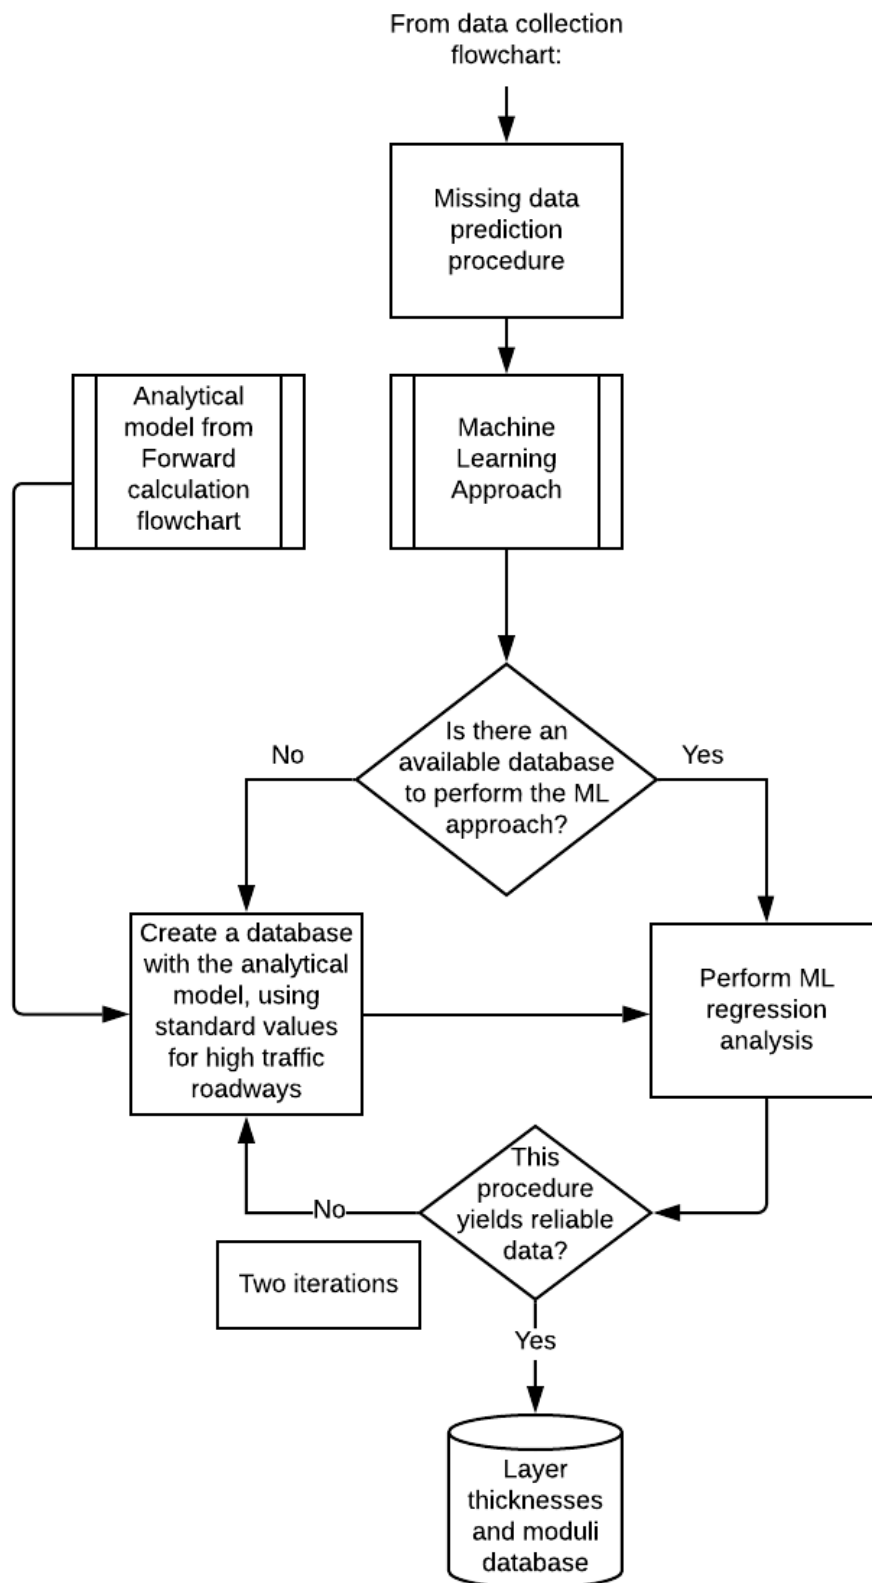 From data collection
flowchart:
Missing data
prediction
procedure
Analytical
model from
Forward
calculation
flowchart
Machine
Learning
Approach
Is there an
available database
to perform the ML
approach?
No
Yes
Create a database
with the analytical
model, using
standard values
for high traffic
roadways
Perform ML
regression
analysis
This
procedure
yields reliable
data?
No
Two iterations
Yes
Layer
thicknesses
and moduli
database